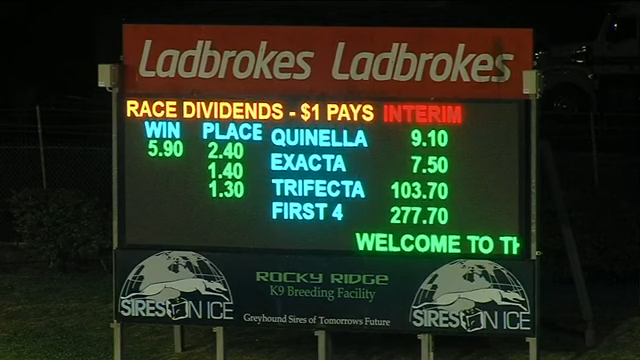 Ladbrokes Ladbrokes
RACE DIVIDENDS - $1 PAYS INTERIM
WIN PLACE QUINELLA 9.10
5.90 2.40 EXACTA 7.50
1.40 TRIFECTA 103.70
1.30 FIRST 4 277.70
WELCOME TO TH
SIRES ON ICE
ROCKY RIDGE
K9 Breeding Facility
Greyhound Sires of Tomorrows Future
SIRES ON ICE